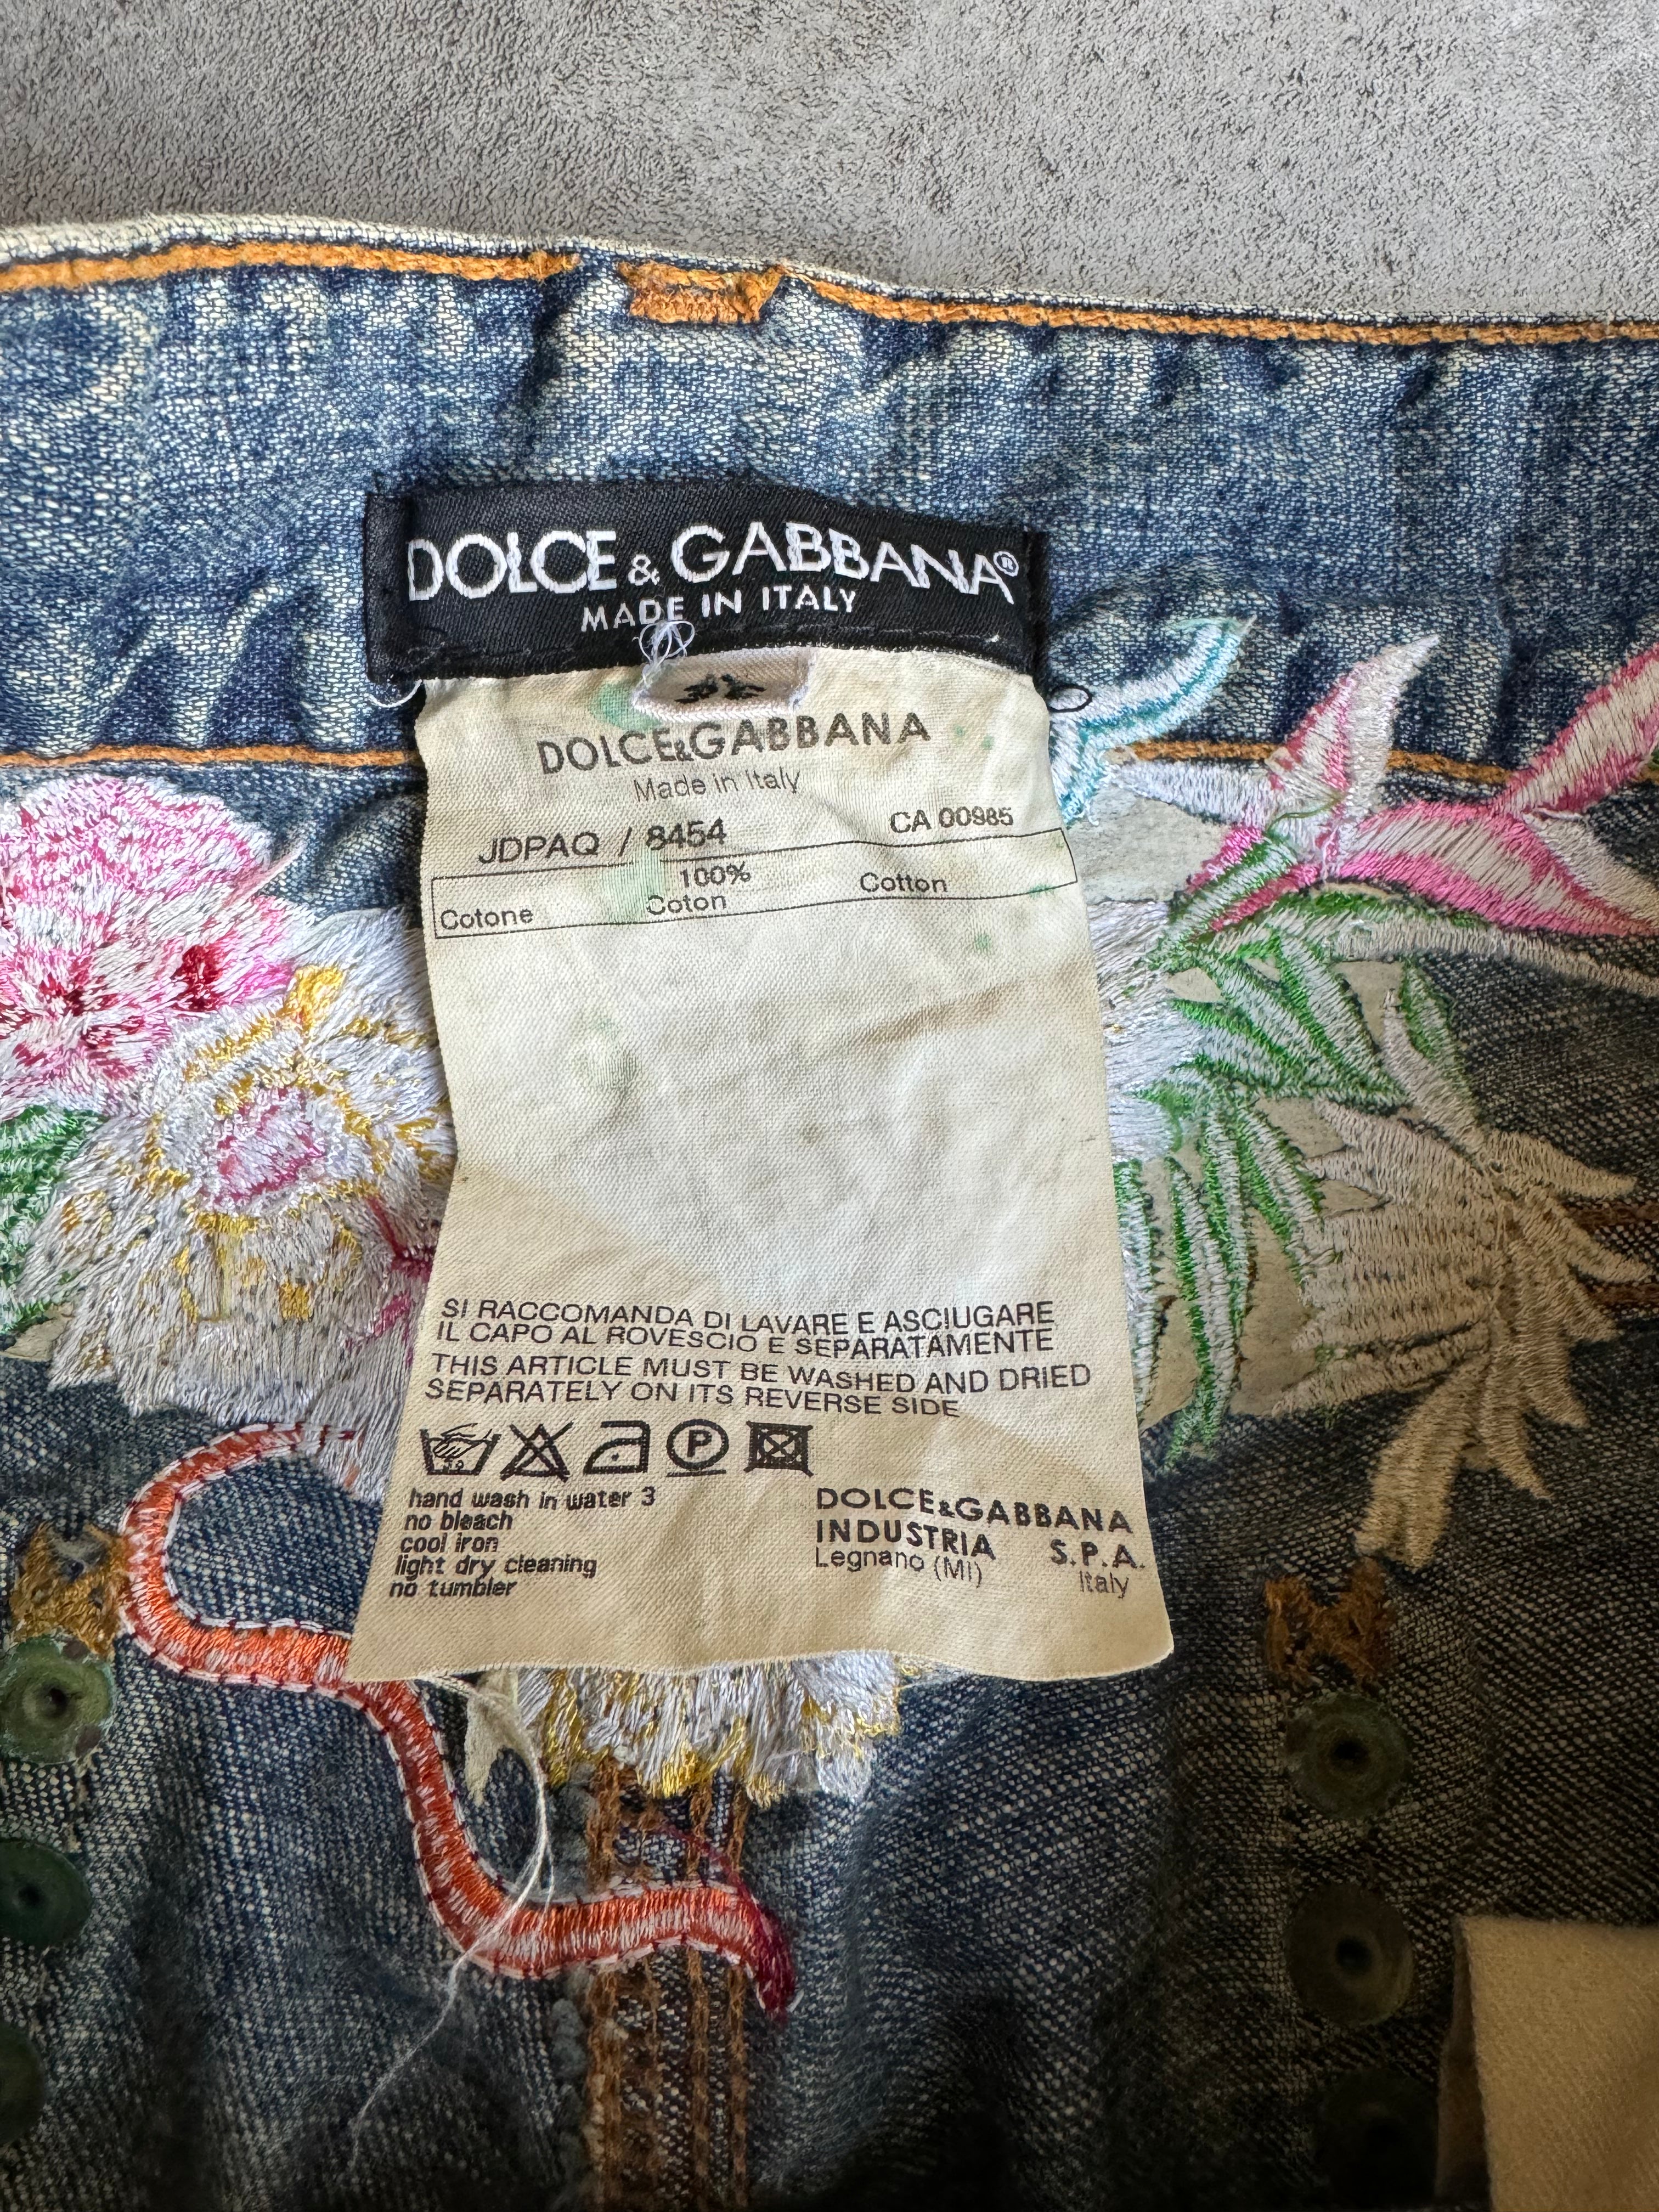 DOLCE & GABBANA®
MADE IN ITALY
DOLCE&GABBANA
Made in Italy
JDPAQ / 8454 CA 00985
100%
Cotone Coton Cotton
SI RACCOMANDA DI LAVARE E ASCIUGARE
IL CAPO AL ROVESCIO E SEPARATAMENTE
THIS ARTICLE MUST BE WASHED AND DRIED
SEPARATELY ON ITS REVERSE SIDE
P
hand wash in water 3
no bleach
cool iron
light dry cleaning
no tumbler
DOLCE&GABBANA
INDUSTRIA S.P.A.
Legnano (MI) Italy